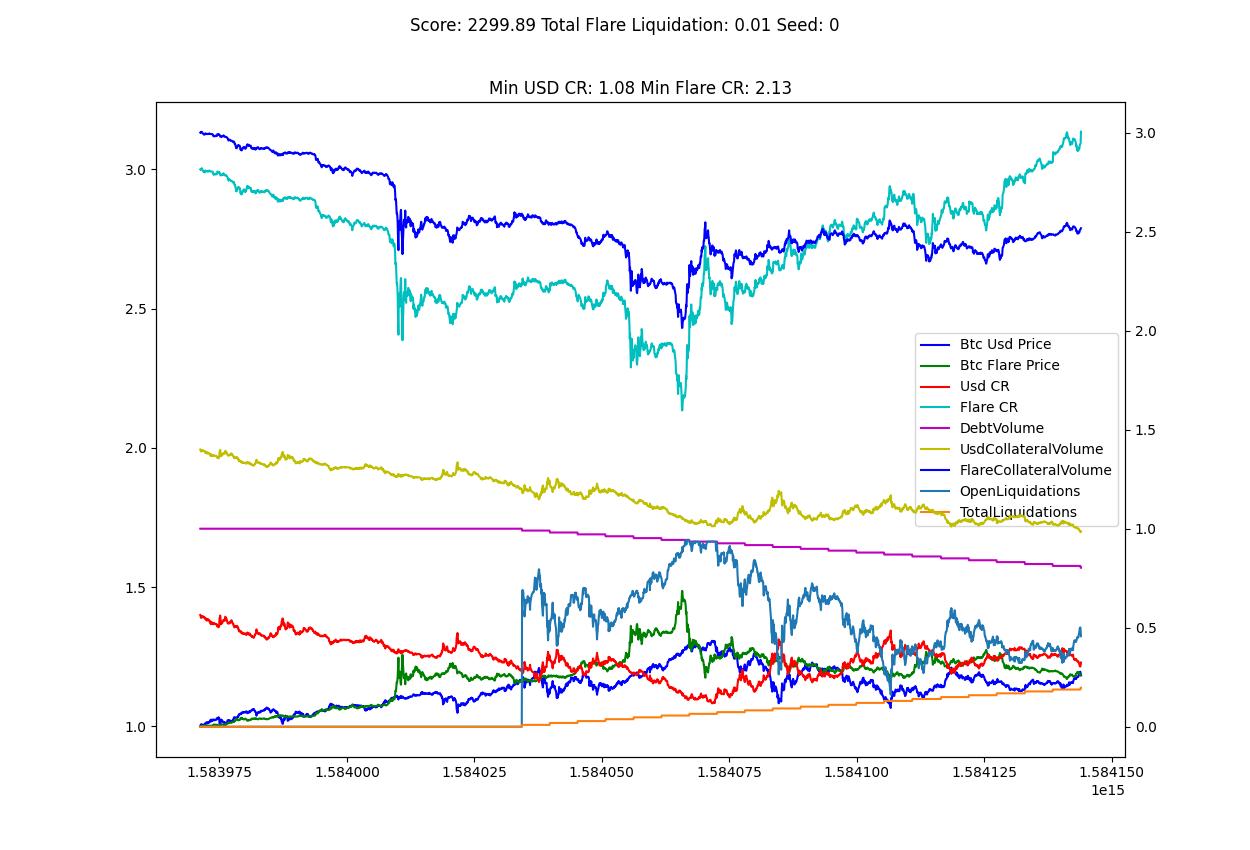 Score: 2299.89 Total Flare Liquidation: 0.01 Seed: 0
Min USD CR: 1.08 Min Flare CR: 2.13
3.0
2.5
2.0
1.5
1.0
3.0
2.5
2.0
1.5
1.0
0.5
0.0
Btc Usd Price
Btc Flare Price
Usd CR
Flare CR
DebtVolume
UsdCollateralVolume
FlareCollateralVolume
OpenLiquidations
TotalLiquidations
1.583975 1.584000 1.584025 1.584050 1.584075 1.584100 1.584125 1.584150
1e15